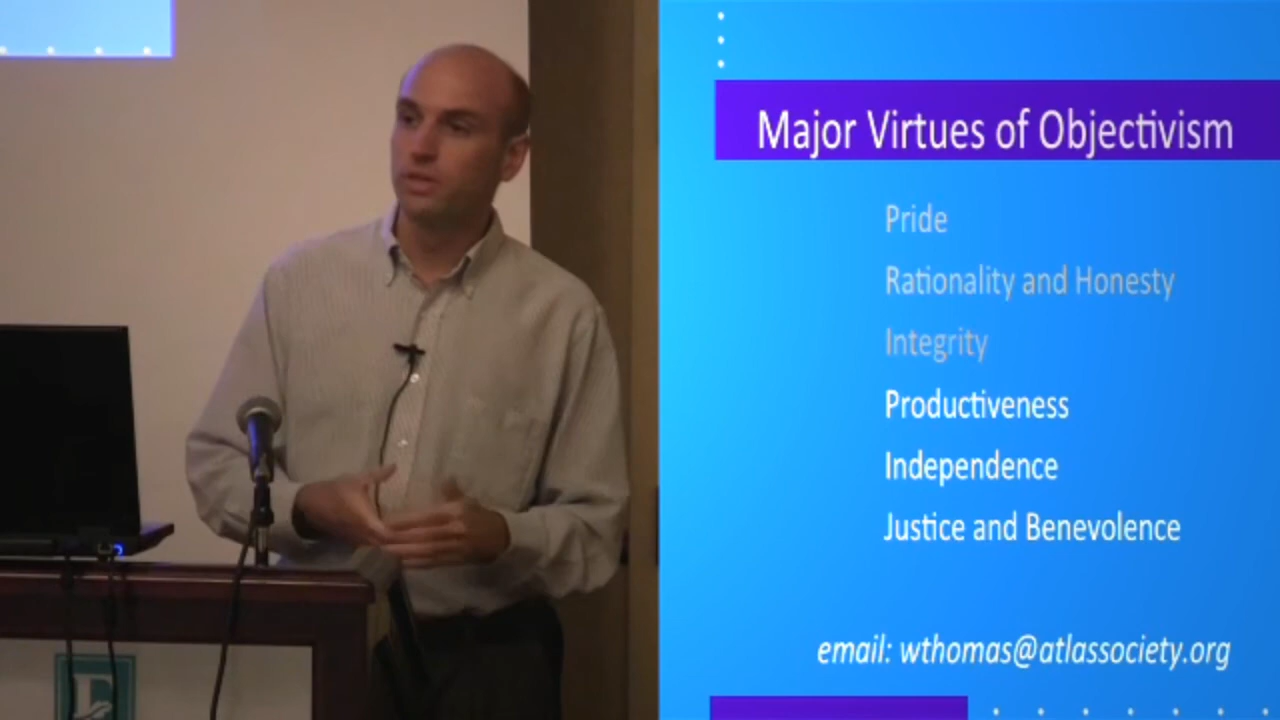 Major Virtues of Objectivism
Pride
Rationality and Honesty
Integrity
Productiveness
Independence
Justice and Benevolence
email: wthomas@atlassociety.org